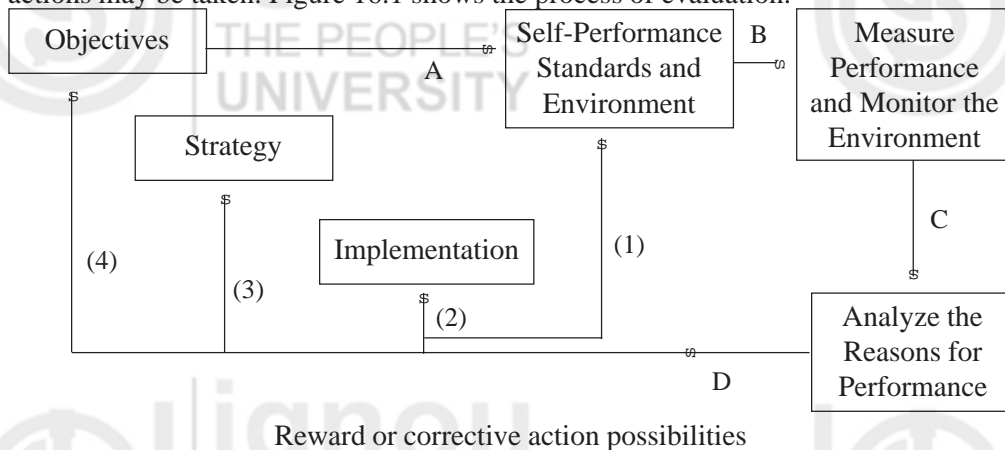 actions may be taken. Figure 16.1 shows the process of evaluation.
Objectives
THE PEOPLE'S
UNIVERSITY
A
Self-Performance
Standards and
Environment
B
Measure
Performance
and Monitor the
Environment
Strategy
Implementation
(1)
C
(4)
(3)
(2)
Analyze the
Reasons for
Performance
D
ignou
Reward or corrective action possibilities